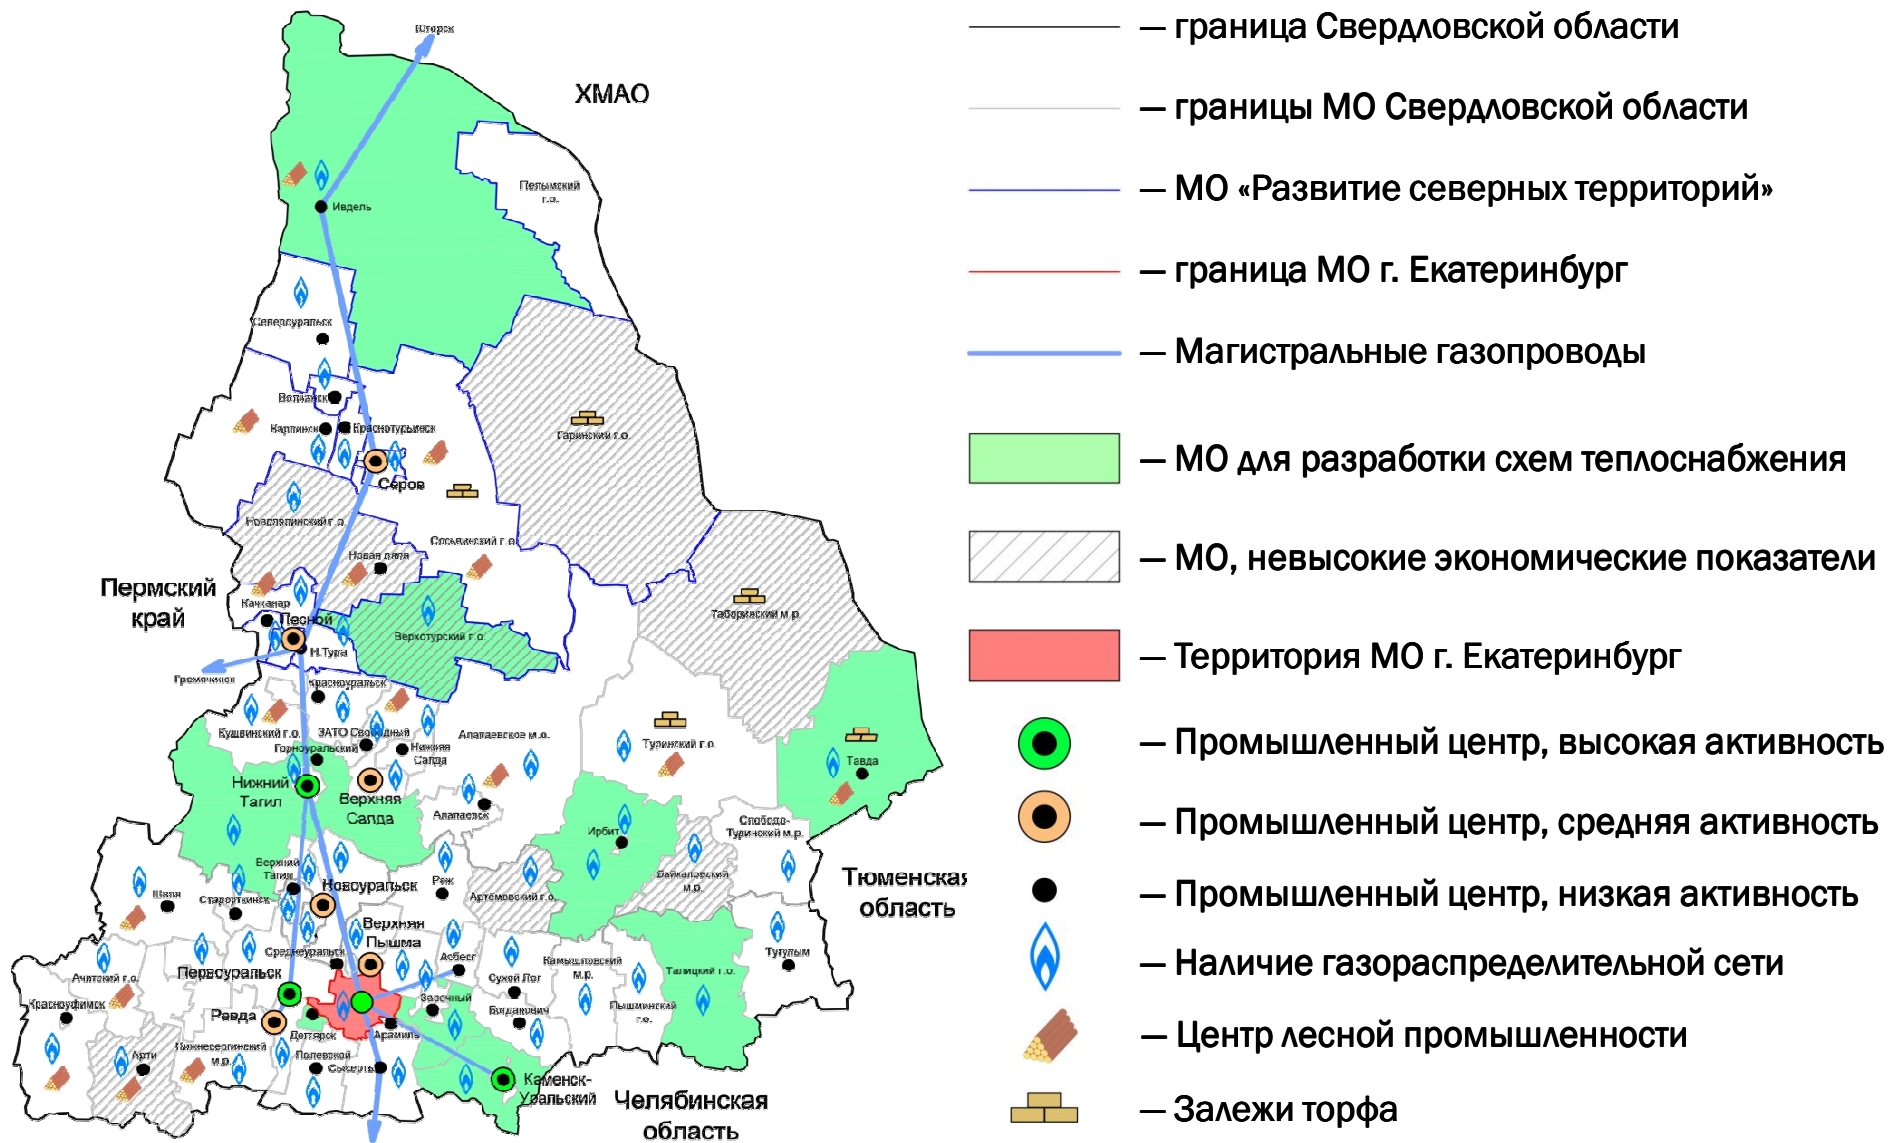 Югорск
ХМАО
Пелымский
г.о.
Ивдель
Североуральск
Волчанск
Карпинск
Краснотурьинск
Гаринский г.о.
Серов
Новолялинский г.о.
Сосьвинский г.о.
Новая ляля
Пермский
край
Качканар
Лесной
Таборинский м.р.
Верхотурский г.о.
Н.Тура
Гремячинск
Красноуральск
Кушвинский г.о.
ЗАТО Свободный
Алапаевское м.о.
Горноуральский
Нижняя
Салда
Туринский г.о.
Тавда
Нижний
Тагил
Верхняя
Салда
Алапаевск
Слободо-
Туринский м.р.
Ирбит
Верхний
Тагил
Байкаловский
м.р.
Тюменская
область
Новоуральск
Реж
Артемовский г.о.
Шаля
Староуткинск
Верхняя
Пышма
Среднеуральск
Асбест
Сухой Лог
Камышловский
м.р.
Тугулым
Талицкий г.о.
Первоуральск
Ачитский г.о.
Красноуфимск
Заречный
Богданович
Пышминский
г.о.
Ревда
Дегтярск
Арамиль
Нижнесергинский
м.р.
Арти
Полевской
Сысерть
Каменск-
Уральский
Челябинская
область
— граница Свердловской области
— границы МО Свердловской области
— МО «Развитие северных территорий»
— граница МО г. Екатеринбург
— Магистральные газопроводы
— МО для разработки схем теплоснабжения
— МО, невысокие экономические показатели
— Территория МО г. Екатеринбург
— Промышленный центр, высокая активность
— Промышленный центр, средняя активность
— Промышленный центр, низкая активность
— Наличие газораспределительной сети
— Центр лесной промышленности
— Залежи торфа